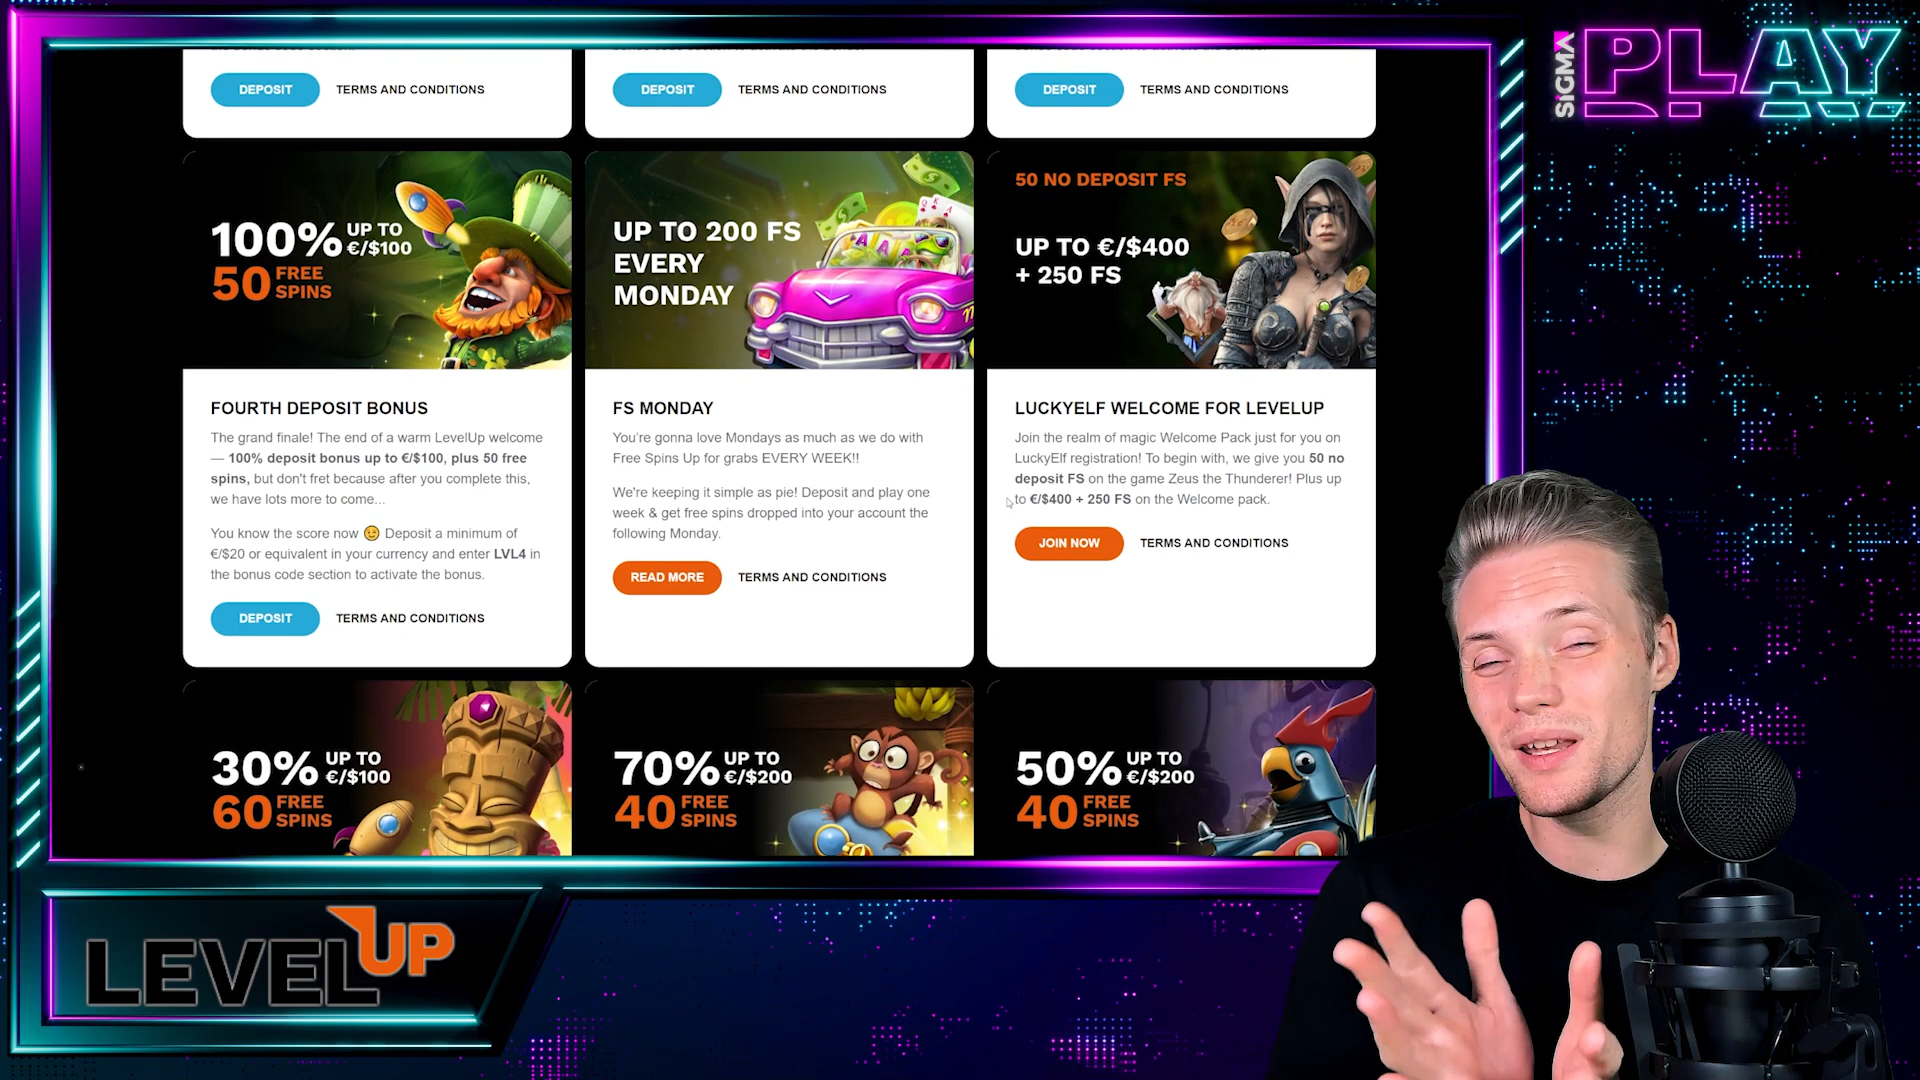 SiGMA PLAY
DEPOSIT TERMS AND CONDITIONS
DEPOSIT TERMS AND CONDITIONS
DEPOSIT TERMS AND CONDITIONS
100% UP TO €/$100
50 FREE SPINS
UP TO 200 FS
EVERY
MONDAY
50 NO DEPOSIT FS
UP TO €/$400
+ 250 FS
FOURTH DEPOSIT BONUS
The grand finale! The end of a warm LevelUp welcome
— 100% deposit bonus up to €/$100, plus 50 free
spins, but don't fret because after you complete this,
we have lots more to come...
You know the score now 😉 Deposit a minimum of
€/$20 or equivalent in your currency and enter LVL4 in
the bonus code section to activate the bonus.
DEPOSIT TERMS AND CONDITIONS
FS MONDAY
You're gonna love Mondays as much as we do with
Free Spins Up for grabs EVERY WEEK!!
We're keeping it simple as pie! Deposit and play one
week & get free spins dropped into your account the
following Monday.
READ MORE TERMS AND CONDITIONS
LUCKYELF WELCOME FOR LEVELUP
Join the realm of magic Welcome Pack just for you on
LuckyElf registration! To begin with, we give you 50 no
deposit FS on the game Zeus the Thunderer! Plus up
to €/$400 + 250 FS on the Welcome pack.
JOIN NOW TERMS AND CONDITIONS
30% UP TO €/$100
60 FREE SPINS
70% UP TO €/$200
40 FREE SPINS
50% UP TO €/$200
40 FREE SPINS
LEVELUP